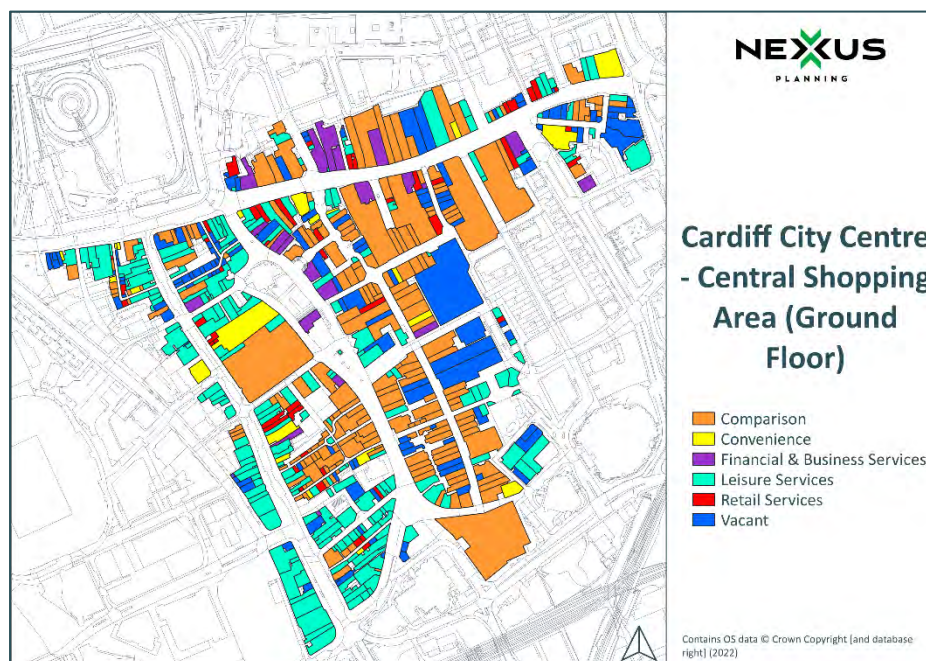 NEXUS
PLANNING
Cardiff City Centre
- Central Shopping
Area (Ground
Floor)
Comparison
Convenience
Financial & Business Services
Leisure Services
Retail Services
Vacant
Contains OS data © Crown Copyright [and database
right] (2022)